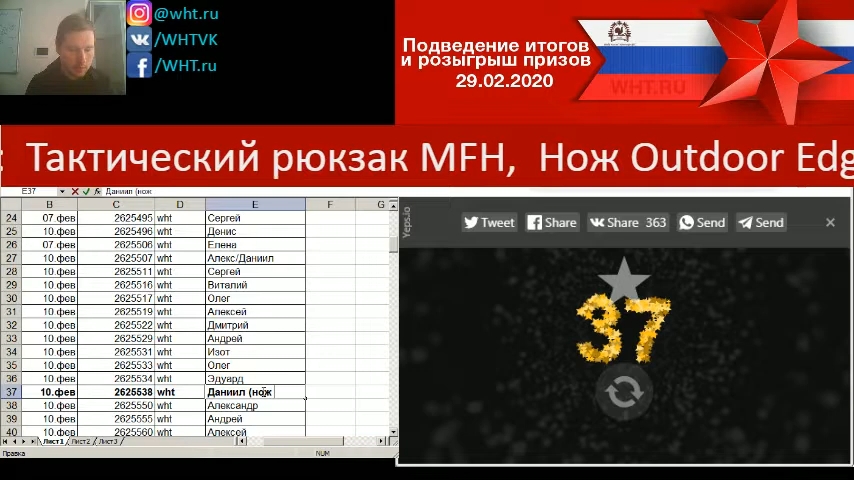 @wht.ru
/WHTVK
/WHT.ru
Подведение итогов
и розыгрыш призов
29.02.2020
WHT.RU
: Тактический рюкзак MFH, Нож Outdoor Edg
E37 Даниил (нож
B C D E F G
24 07.фев 2625495 wht Сергей
25 10.фев 2625496 wht Денис
26 07.фев 2625506 wht Елена
27 10.фев 2625507 wht Алекс/Даниил
28 10.фев 2625511 wht Сергей
29 10.фев 2625516 wht Виталий
30 10.фев 2625517 wht Олег
31 10.фев 2625519 wht Алексей
32 10.фев 2625522 wht Дмитрий
33 10.фев 2625529 wht Андрей
34 10.фев 2625531 wht Изот
35 10.фев 2625533 wht Олег
36 10.фев 2625534 wht Эдуард
37 10.фев 2625538 wht Даниил (нож
38 10.фев 2625550 wht Александр
39 10.фев 2625555 wht Андрей
40 10.фев 2625560 wht Алексей
Лист1 Лист2 Лист3
Правка NUM
Yeps.io
Tweet Share Share 363 Send Send
37